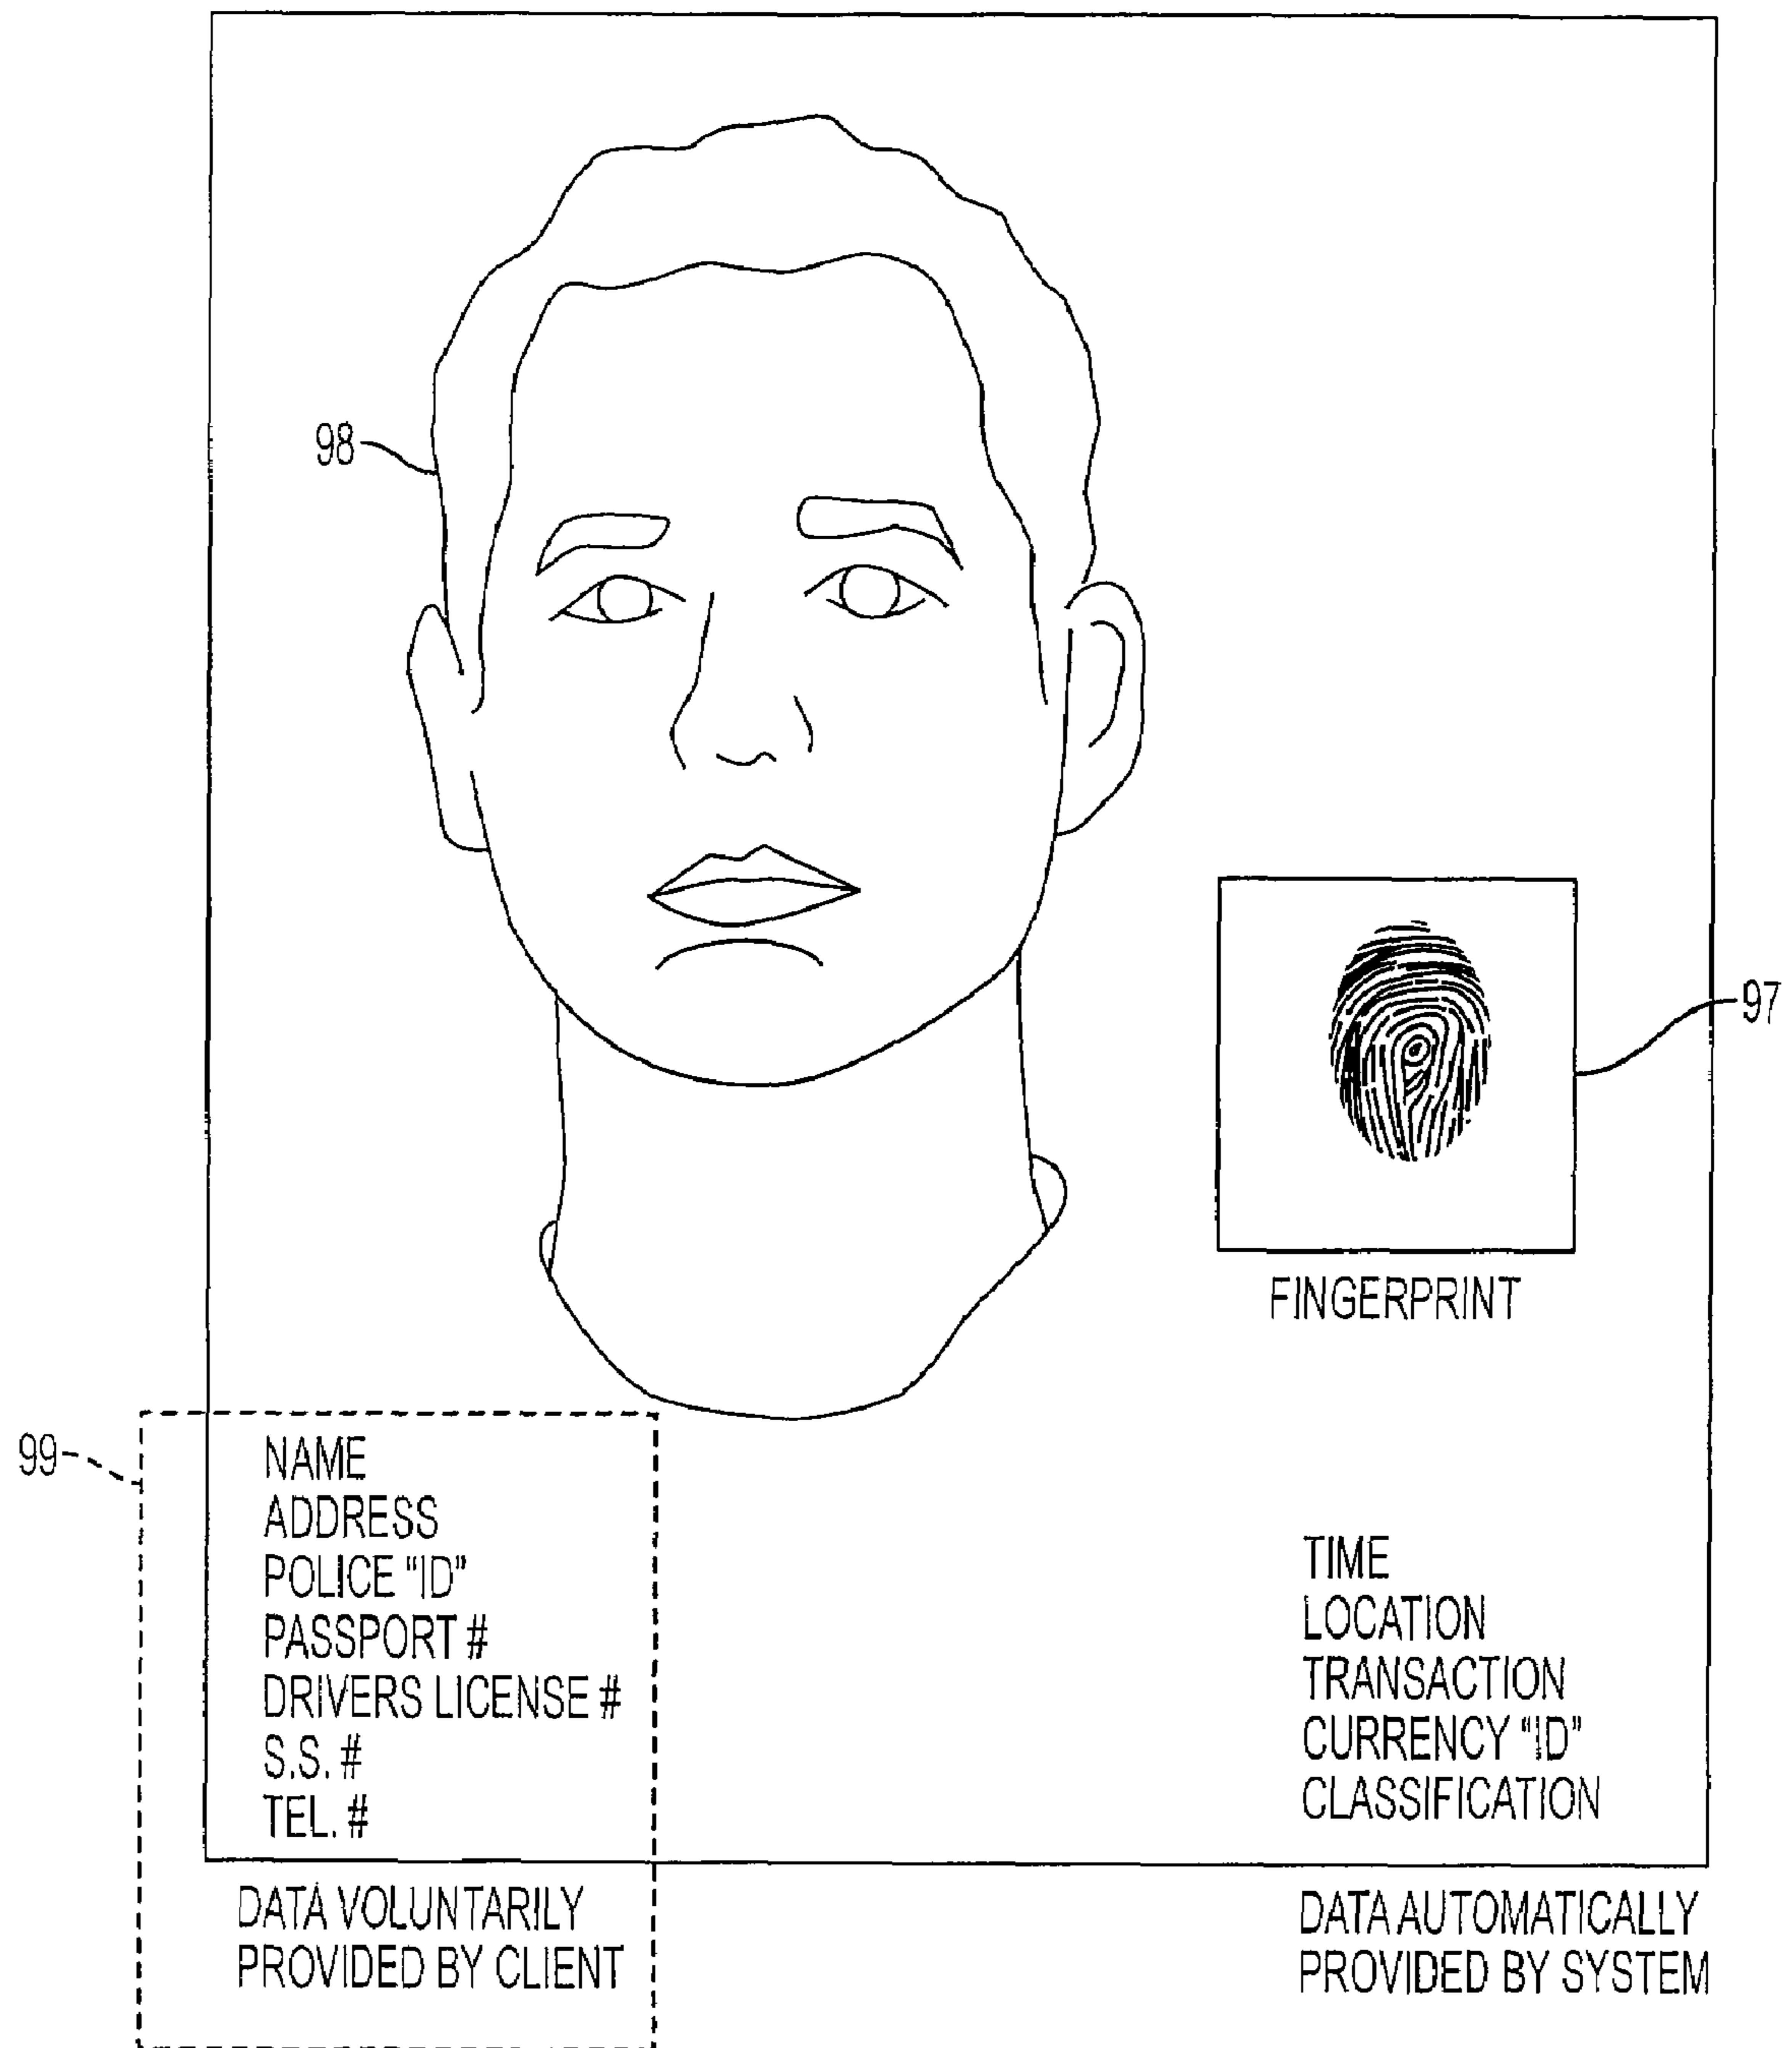 98
97
FINGERPRINT
99
NAME
ADDRESS
POLICE "ID"
PASSPORT #
DRIVERS LICENSE #
S.S. #
TEL. #
DATA VOLUNTARILY
PROVIDED BY CLIENT
TIME
LOCATION
TRANSACTION
CURRENCY "ID"
CLASSIFICATION
DATA AUTOMATICALLY
PROVIDED BY SYSTEM